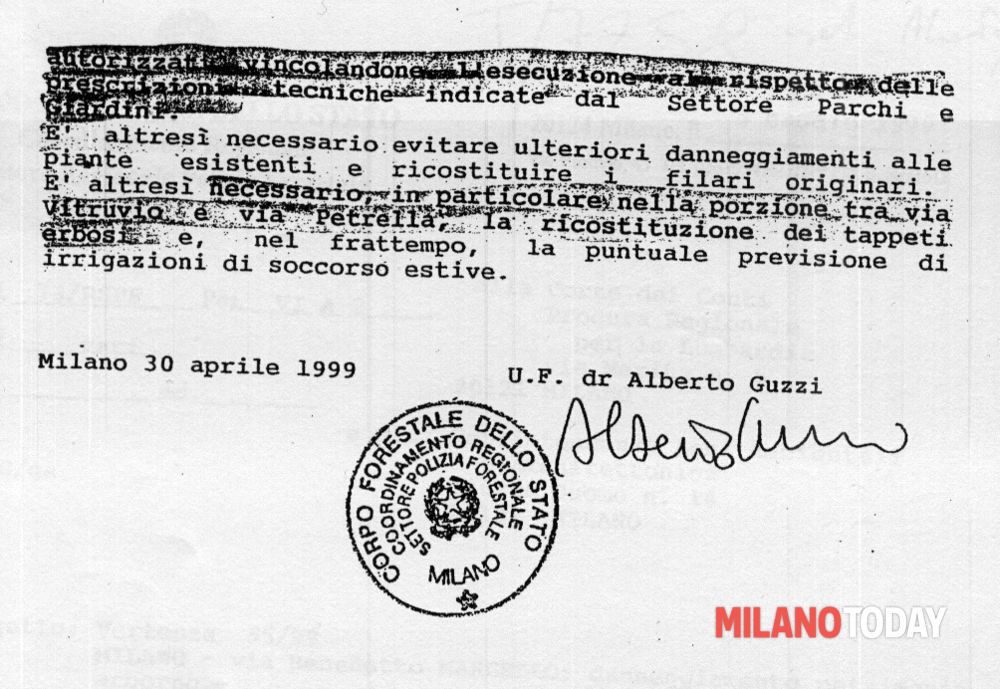 autorizzati vincolandone l'esecuzione al rispetto delle
prescrizioni tecniche indicate dal Settore Parchi e
Giardini.
E' altresì necessario evitare ulteriori danneggiamenti alle
piante esistenti e ricostituire i filari originari.
E' altresì necessario, in particolare nella porzione tra via
Vitruvio e via Petrella, la ricostituzione dei tappeti
erbosi e, nel frattempo, la puntuale previsione di
irrigazioni di soccorso estive.
Milano 30 aprile 1999
U.F. dr Alberto Guzzi
CORPO FORESTALE DELLO STATO
COORDINAMENTO REGIONALE
SETTORE POLIZIA FORESTALE
MILANO
MILANOTODAY